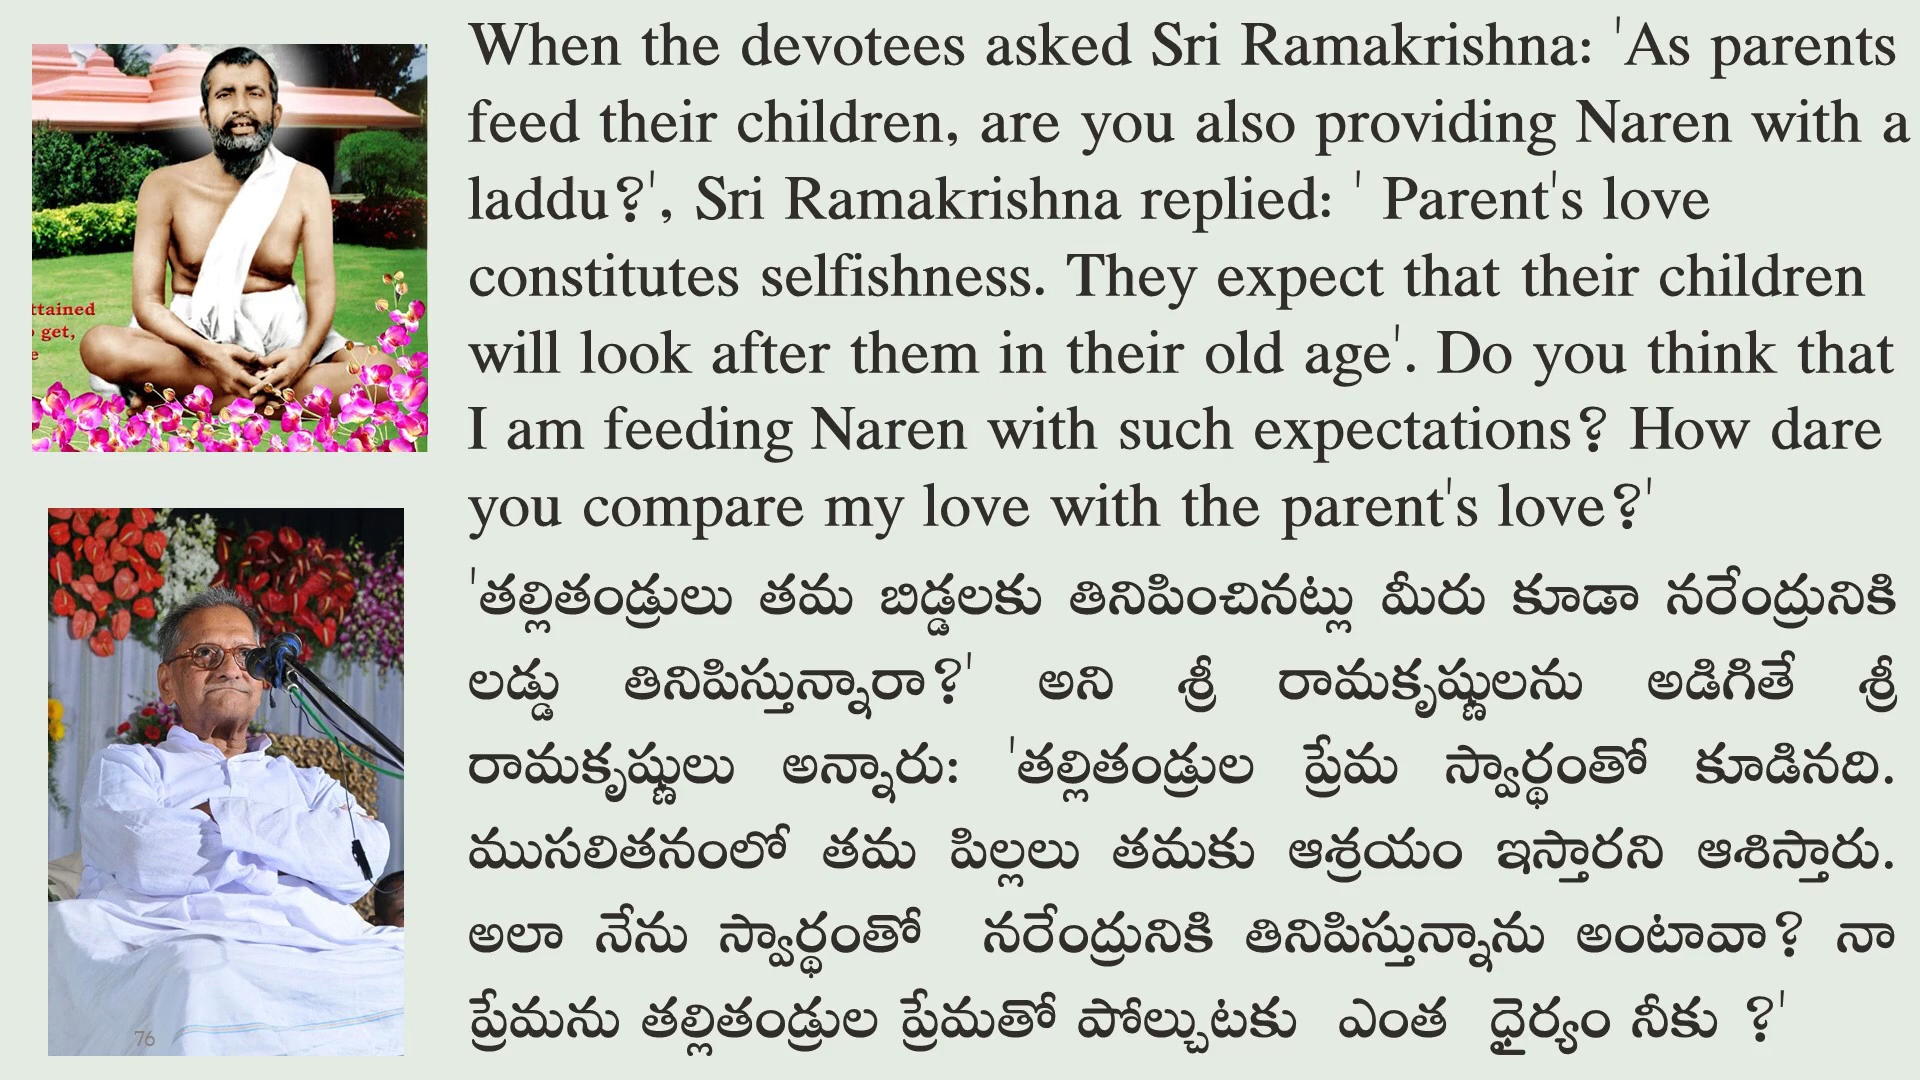 When the devotees asked Sri Ramakrishna: 'As parents
feed their children, are you also providing Naren with a
laddu?', Sri Ramakrishna replied: ' Parent's love
constitutes selfishness. They expect that their children
will look after them in their old age'. Do you think that
I am feeding Naren with such expectations? How dare
you compare my love with the parent's love?'
'తల్లితండ్రులు తమ బిడ్డలకు తినిపించినట్లు మీరు కూడా నరేంద్రునికి
లడ్డు తినిపిస్తున్నారా?' అని శ్రీ రామకృష్ణులను అడిగితే శ్రీ
రామకృష్ణులు అన్నారు: 'తల్లితండ్రుల ప్రేమ స్వార్థంతో కూడినది.
ముసలితనంలో తమ పిల్లలు తమకు ఆశ్రయం ఇస్తారని ఆశిస్తారు.
అలా నేను స్వార్థంతో నరేంద్రునికి తినిపిస్తున్నాను అంటావా? నా
ప్రేమను తల్లితండ్రుల ప్రేమతో పోల్చుటకు ఎంత ధైర్యం నీకు ?'
ttained
get,
e
76